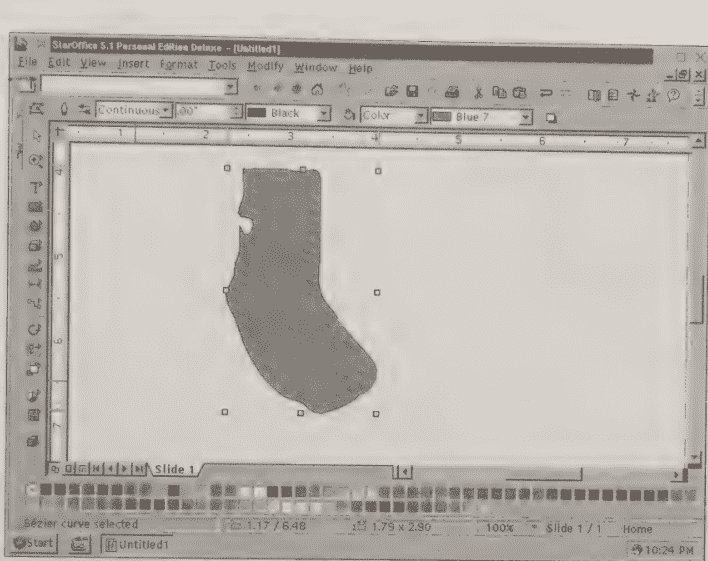 StarOffice 5.1 Personal Edition Deluxe - [Untitled1]
File Edit View Insert Format Tools Modify Window Help
Continuous .00" Black Color Blue 7
1 2 3 4 5 6 7
4
5
6
7
Slide 1
Bézier curve selected 1.17 / 6.48 1.79 x 2.90 100% * Slide 1 / 1 Home
Start Untitled1 10:24 PM